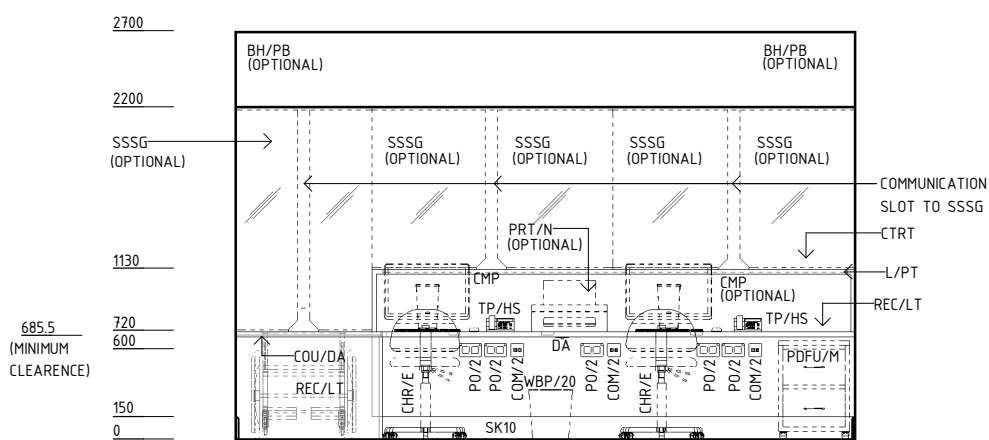 2700
BH/PB
(OPTIONAL)
BH/PB
(OPTIONAL)
2200
SSSG
(OPTIONAL)
SSSG
(OPTIONAL)
SSSG
(OPTIONAL)
SSSG
(OPTIONAL)
SSSG
(OPTIONAL)
COMMUNICATION
SLOT TO SSSG
PRT/N
(OPTIONAL)
CTRT
1130
CMP
CMP
(OPTIONAL)
L/PT
REC/LT
TP/HS
TP/HS
685.5
(MINIMUM
CLEARENCE)
720
600
COU/DA
REC/LT
DA
CHR/E
PO/2
PO/2
COM/2
WBP/20
PO/2
COM/2
CHR/E
PO/2
PO/2
COM/2
PDFU/M
150
SK10
0